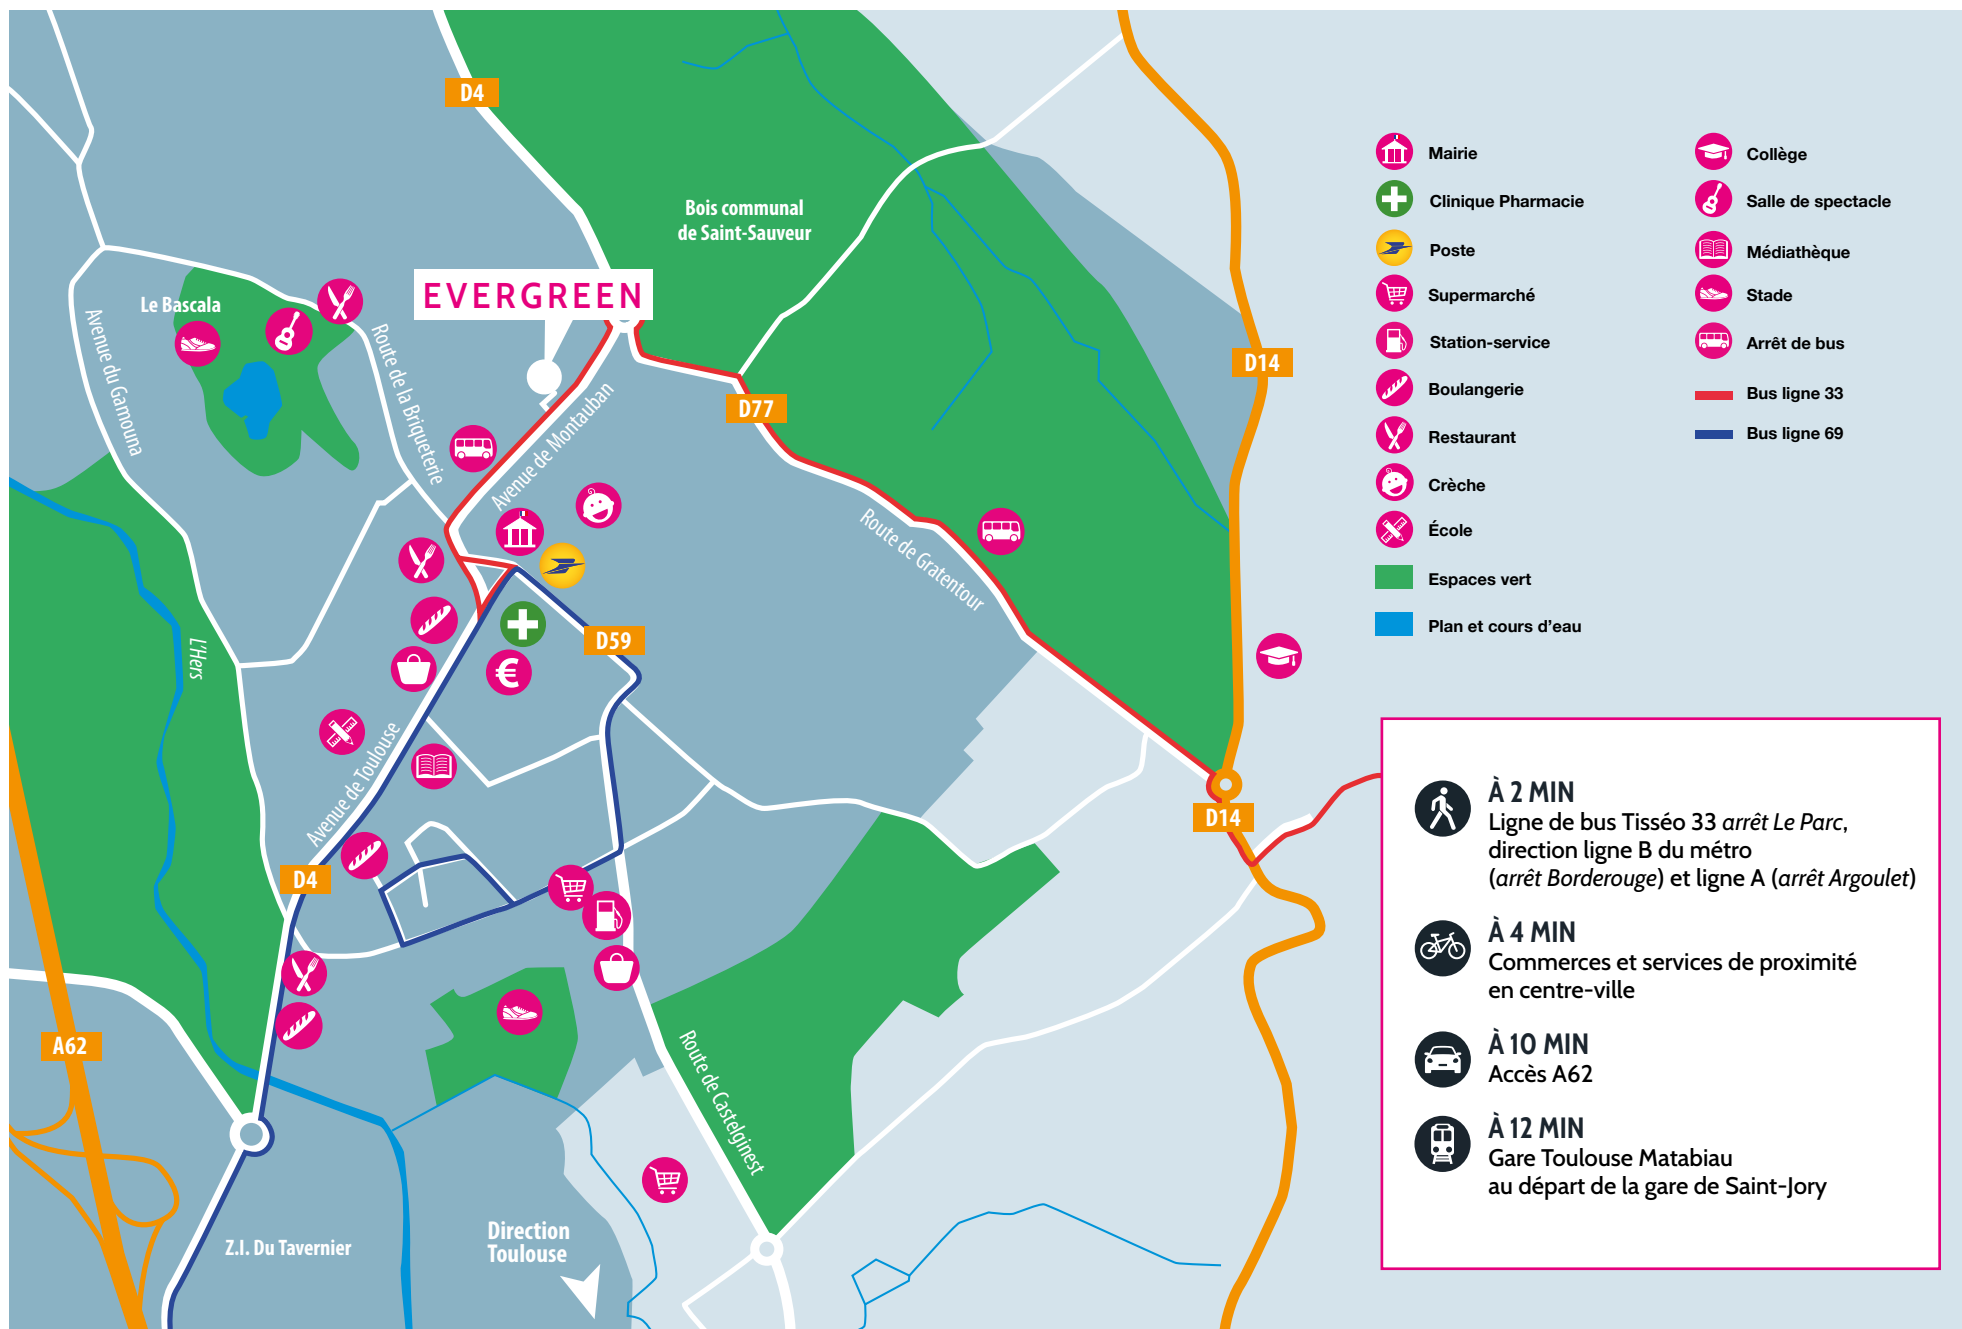 D4
Bois communal
de Saint-Sauveur
EVERGREEN
Le Bascala
Avenue du Gamouna
Route de la Briqueterie
Avenue de Montauban
D77
D14
Route de Gratentour
L'Hers
D59
€
Avenue de Toulouse
D4
D14
A62
Route de Castelginest
Z.I. Du Tavernier
Direction
Toulouse
Mairie
Clinique Pharmacie
Poste
Supermarché
Station-service
Boulangerie
Restaurant
Crèche
École
Espaces vert
Plan et cours d'eau
Collège
Salle de spectacle
Médiathèque
Stade
Arrêt de bus
Bus ligne 33
Bus ligne 69
À 2 MIN
Ligne de bus Tisséo 33 arrêt Le Parc,
direction ligne B du métro
(arrêt Borderouge) et ligne A (arrêt Argoulet)
À 4 MIN
Commerces et services de proximité
en centre-ville
À 10 MIN
Accès A62
À 12 MIN
Gare Toulouse Matabiau
au départ de la gare de Saint-Jory